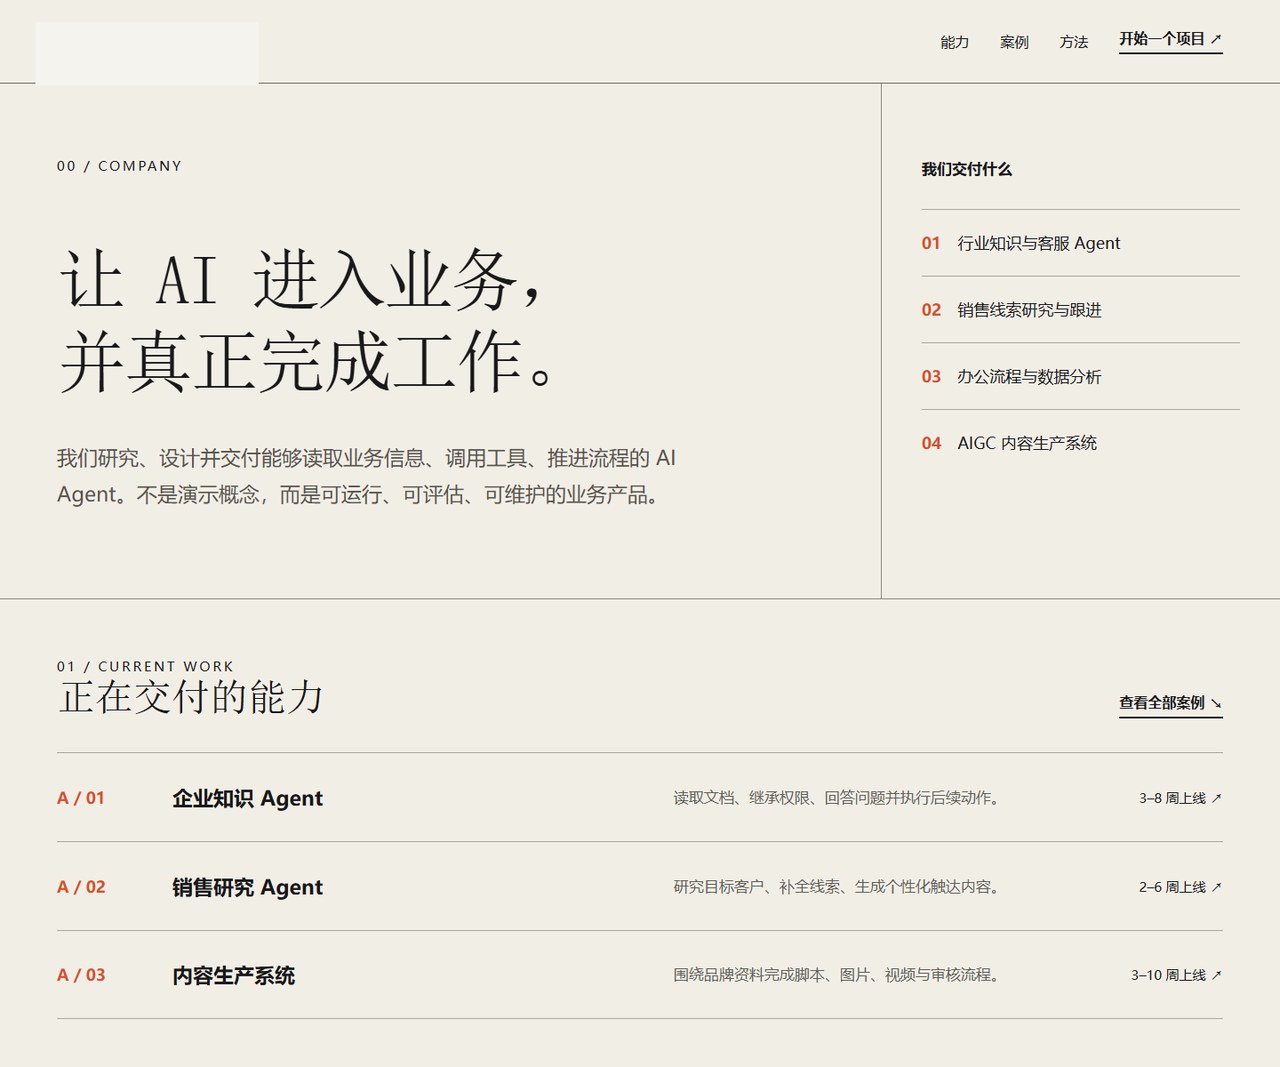 能力 案例 方法 开始一个项目 ↗
00 / COMPANY
让 AI 进入业务，
并真正完成工作。
我们研究、设计并交付能够读取业务信息、调用工具、推进流程的 AI
Agent。不是演示概念，而是可运行、可评估、可维护的业务产品。
我们交付什么
01 行业知识与客服 Agent
02 销售线索研究与跟进
03 办公流程与数据分析
04 AIGC 内容生产系统
01 / CURRENT WORK
正在交付的能力
查看全部案例 ↘
A / 01 企业知识 Agent 读取文档、继承权限、回答问题并执行后续动作。 3–8 周上线 ↗
A / 02 销售研究 Agent 研究目标客户、补全线索、生成个性化触达内容。 2–6 周上线 ↗
A / 03 内容生产系统 围绕品牌资料完成脚本、图片、视频与审核流程。 3–10 周上线 ↗